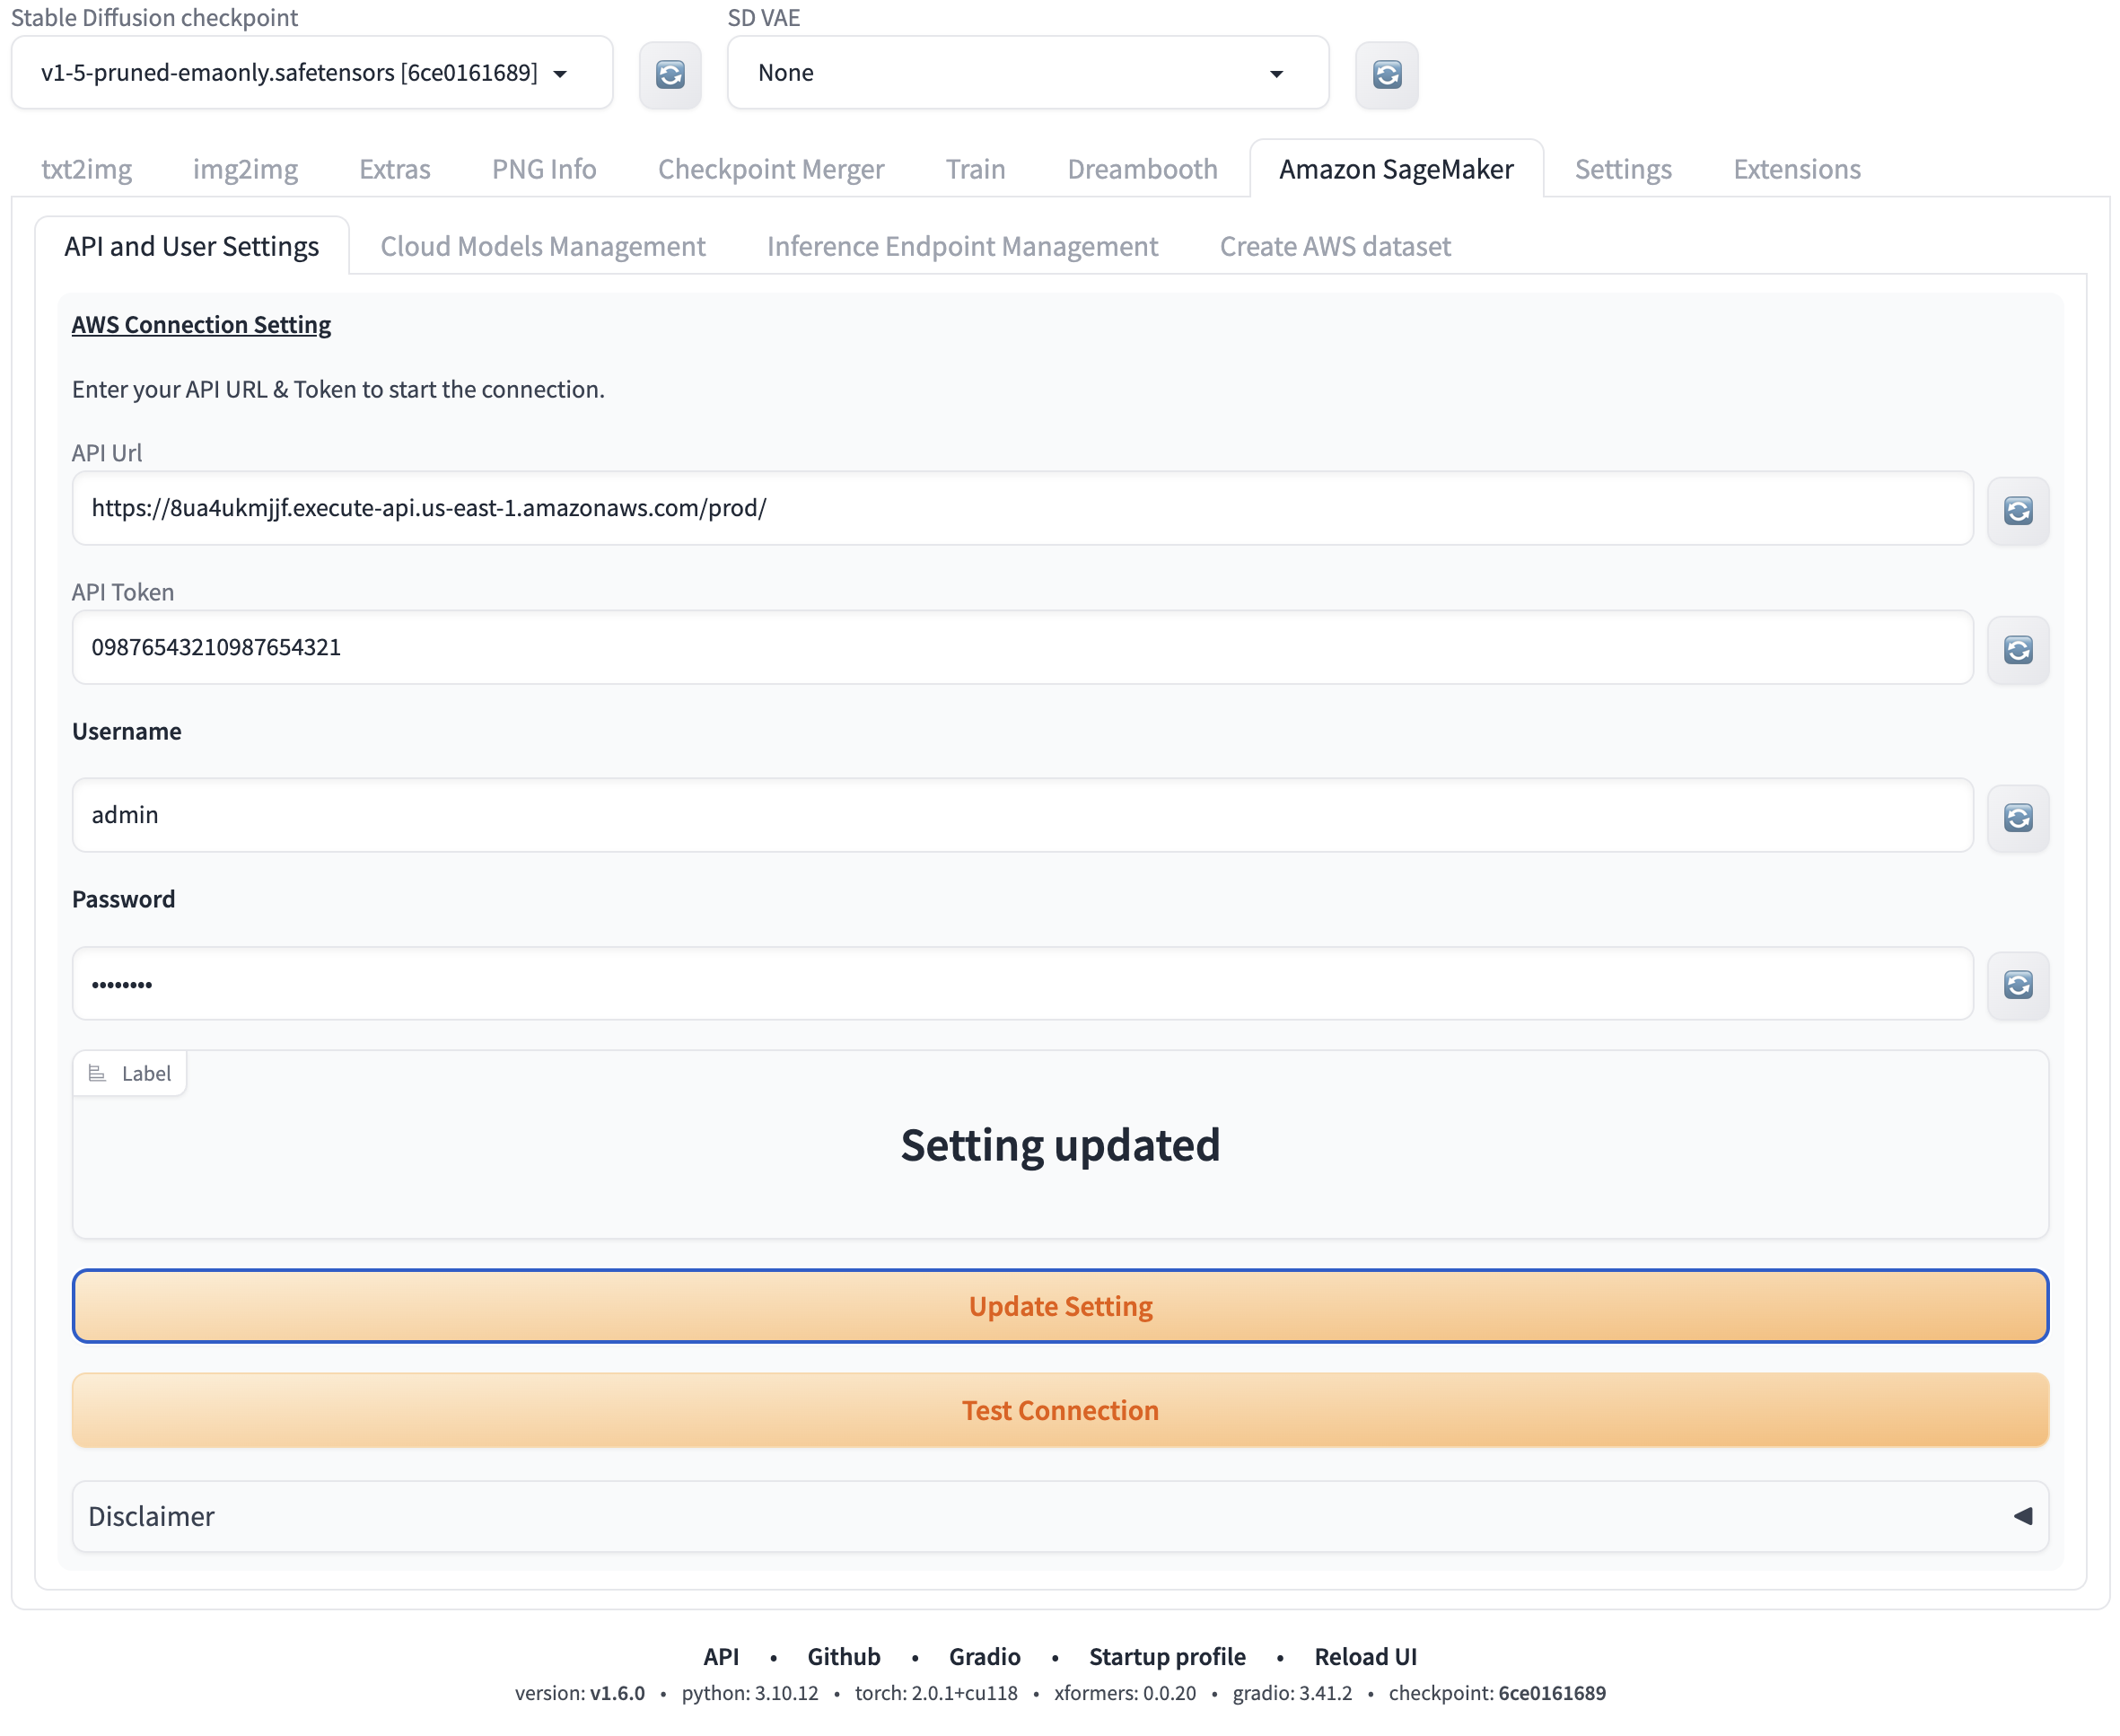 Stable Diffusion checkpoint
SD VAE
v1-5-pruned-emaonly.safetensors [6ce0161689]
None
txt2img img2img Extras PNG Info Checkpoint Merger Train Dreambooth Amazon SageMaker Settings Extensions
API and User Settings Cloud Models Management Inference Endpoint Management Create AWS dataset
AWS Connection Setting
Enter your API URL & Token to start the connection.
API Url
https://8ua4ukmjjf.execute-api.us-east-1.amazonaws.com/prod/
API Token
09876543210987654321
Username
admin
Password
••••••••
Label
Setting updated
Update Setting
Test Connection
Disclaimer
API • Github • Gradio • Startup profile • Reload UI
version: v1.6.0 • python: 3.10.12 • torch: 2.0.1+cu118 • xformers: 0.0.20 • gradio: 3.41.2 • checkpoint: 6ce0161689